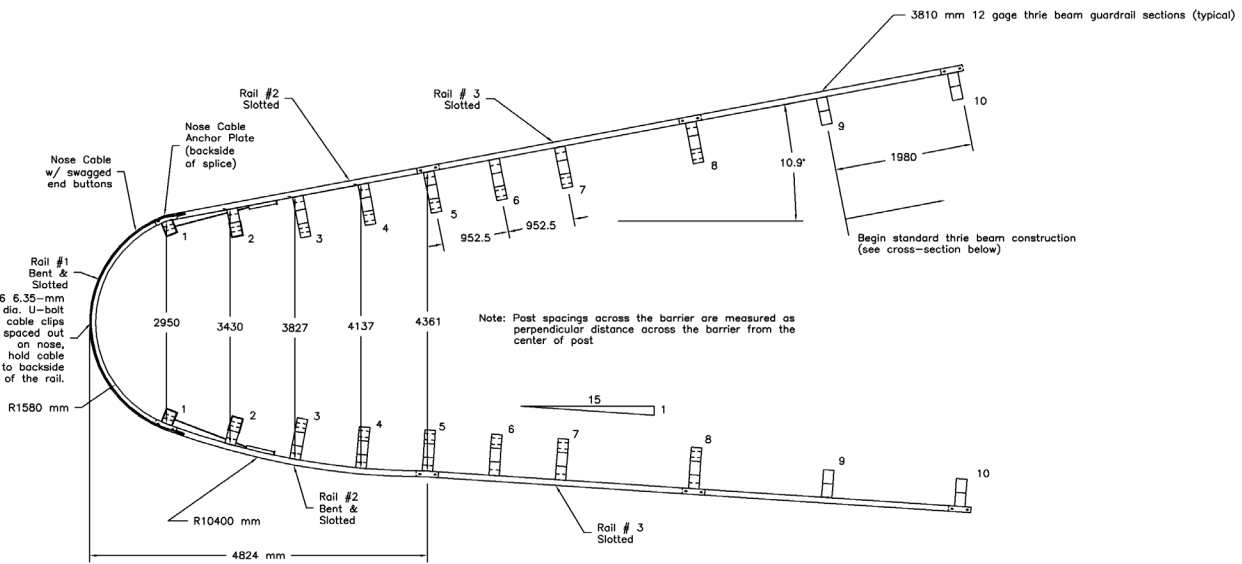 3810 mm 12 gage thrie beam guardrail sections (typical)
Rail #2
Slotted
Rail # 3
Slotted
Nose Cable
Anchor Plate
(backside
of splice)
Nose Cable
w/ swagged
end buttons
10
9
8
7
6
5
4
3
2
1
1980
10.9°
952.5
952.5
Begin standard thrie beam construction
(see cross-section below)
Rail #1
Bent &
Slotted
6 6.35-mm
dia. U-bolt
cable clips
spaced out
on nose,
hold cable
to backside
of the rail.
2950
3430
3827
4137
4361
Note: Post spacings across the barrier are measured as
perpendicular distance across the barrier from the
center of post
R1580 mm
15
1
1
2
3
4
5
6
7
8
9
10
Rail #2
Bent &
Slotted
R10400 mm
Rail # 3
Slotted
4824 mm